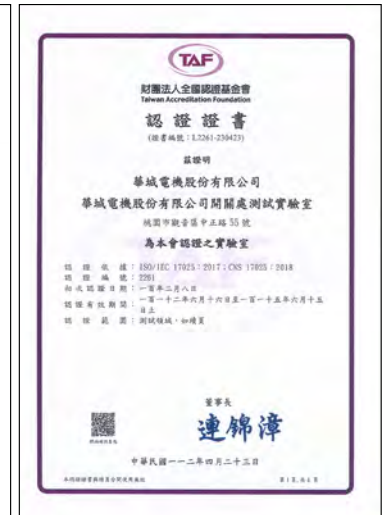 TAF
財團法人全國認證基金會
Taiwan Accreditation Foundation
認證證書
(證書編號：L2261-230423)
茲證明
華城電機股份有限公司
華城電機股份有限公司開關處測試實驗室
桃園市觀音區中正路 55 號
為本會認證之實驗室
認證依據：ISO/IEC 17025：2017；CNS 17025：2018
認證編號：2261
初次認證日期：一百年二月八日
認證有效期間：一百一十二年六月十六日至一百一十五年六月十五
日止
認證範圍：測試領域，如續頁
董事長
連錦漳
中華民國一一二年四月二十三日
第1頁，共4頁